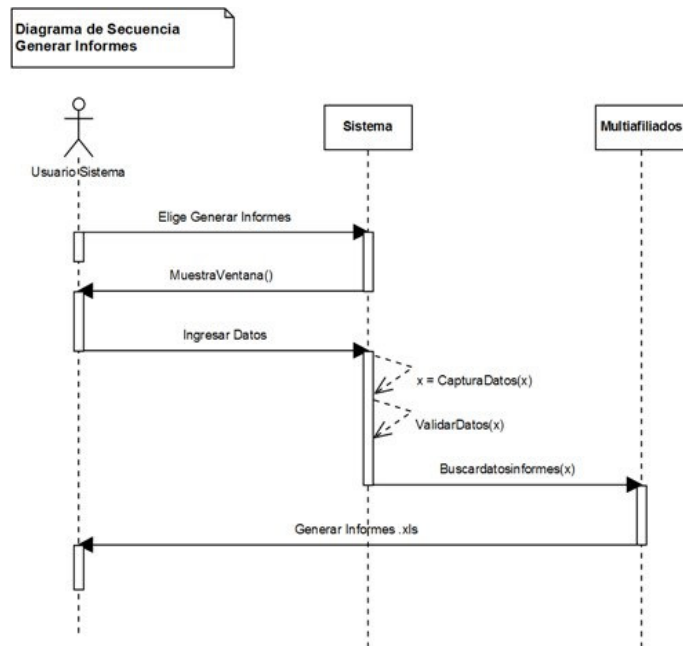 Diagrama de Secuencia
Generar Informes
Sistema
Multiafiliados
Usuario Sistema
Elige Generar Informes
MuestraVentana()
Ingresar Datos
x = CapturaDatos(x)
ValidarDatos(x)
Buscardatosinformes(x)
Generar Informes .xls